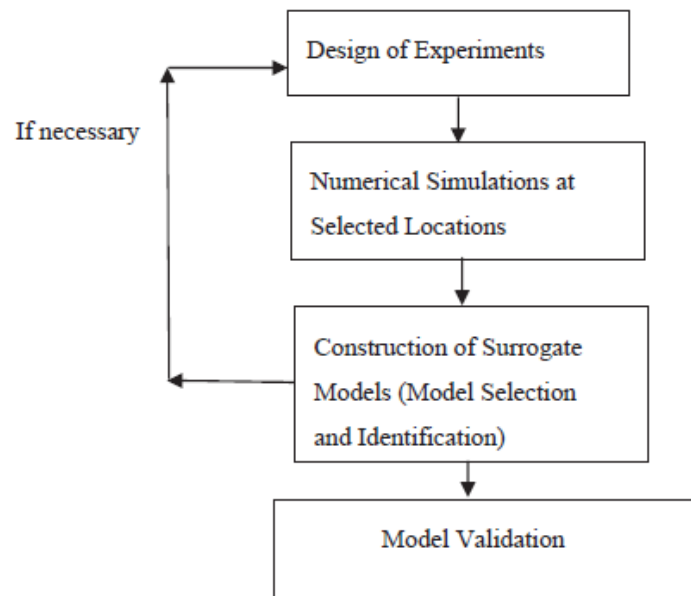 Design of Experiments
If necessary
Numerical Simulations at
Selected Locations
Construction of Surrogate
Models (Model Selection
and Identification)
Model Validation